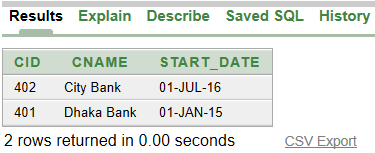 Results Explain Describe Saved SQL History
CID CNAME START_DATE
402 City Bank 01-JUL-16
401 Dhaka Bank 01-JAN-15
2 rows returned in 0.00 seconds CSV Export